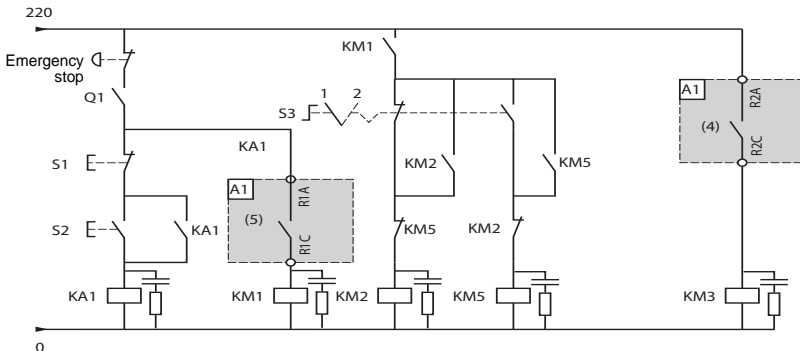 220
Emergency
stop
Q1
S1
S2
KA1
KA1
KA1
A1
R1A
(5)
R1C
KM1
KM1
S3
1
2
KM2
KM5
KM5
KM2
KM2
KM5
A1
R2A
(4)
R2C
KM3
0